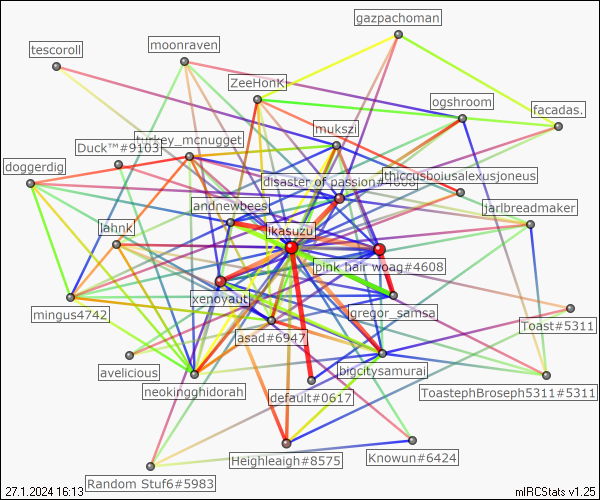 gazpachoman
moonraven
tescoroll
ZeeHonK
ogshroom
facadas.
mukszi
turkey_mcnugget
Duck™#9103
doggerdig
thiccusboiusalexusjoneus
disaster of passion#4608
andnewbees
jarlbreadmaker
lahnk
ikasuzu
pink hair woag#4608
xenoyaut
mingus4742
gregor_samsa
Toast#5311
asad#6947
avelicious
bigcitysamurai
neokingghidorah
default#0617
ToastephBroseph5311#5311
Heighleaigh#8575
Knowun#6424
Random Stuf6#5983
27.1.2024 16:13
mIRCStats v1.25